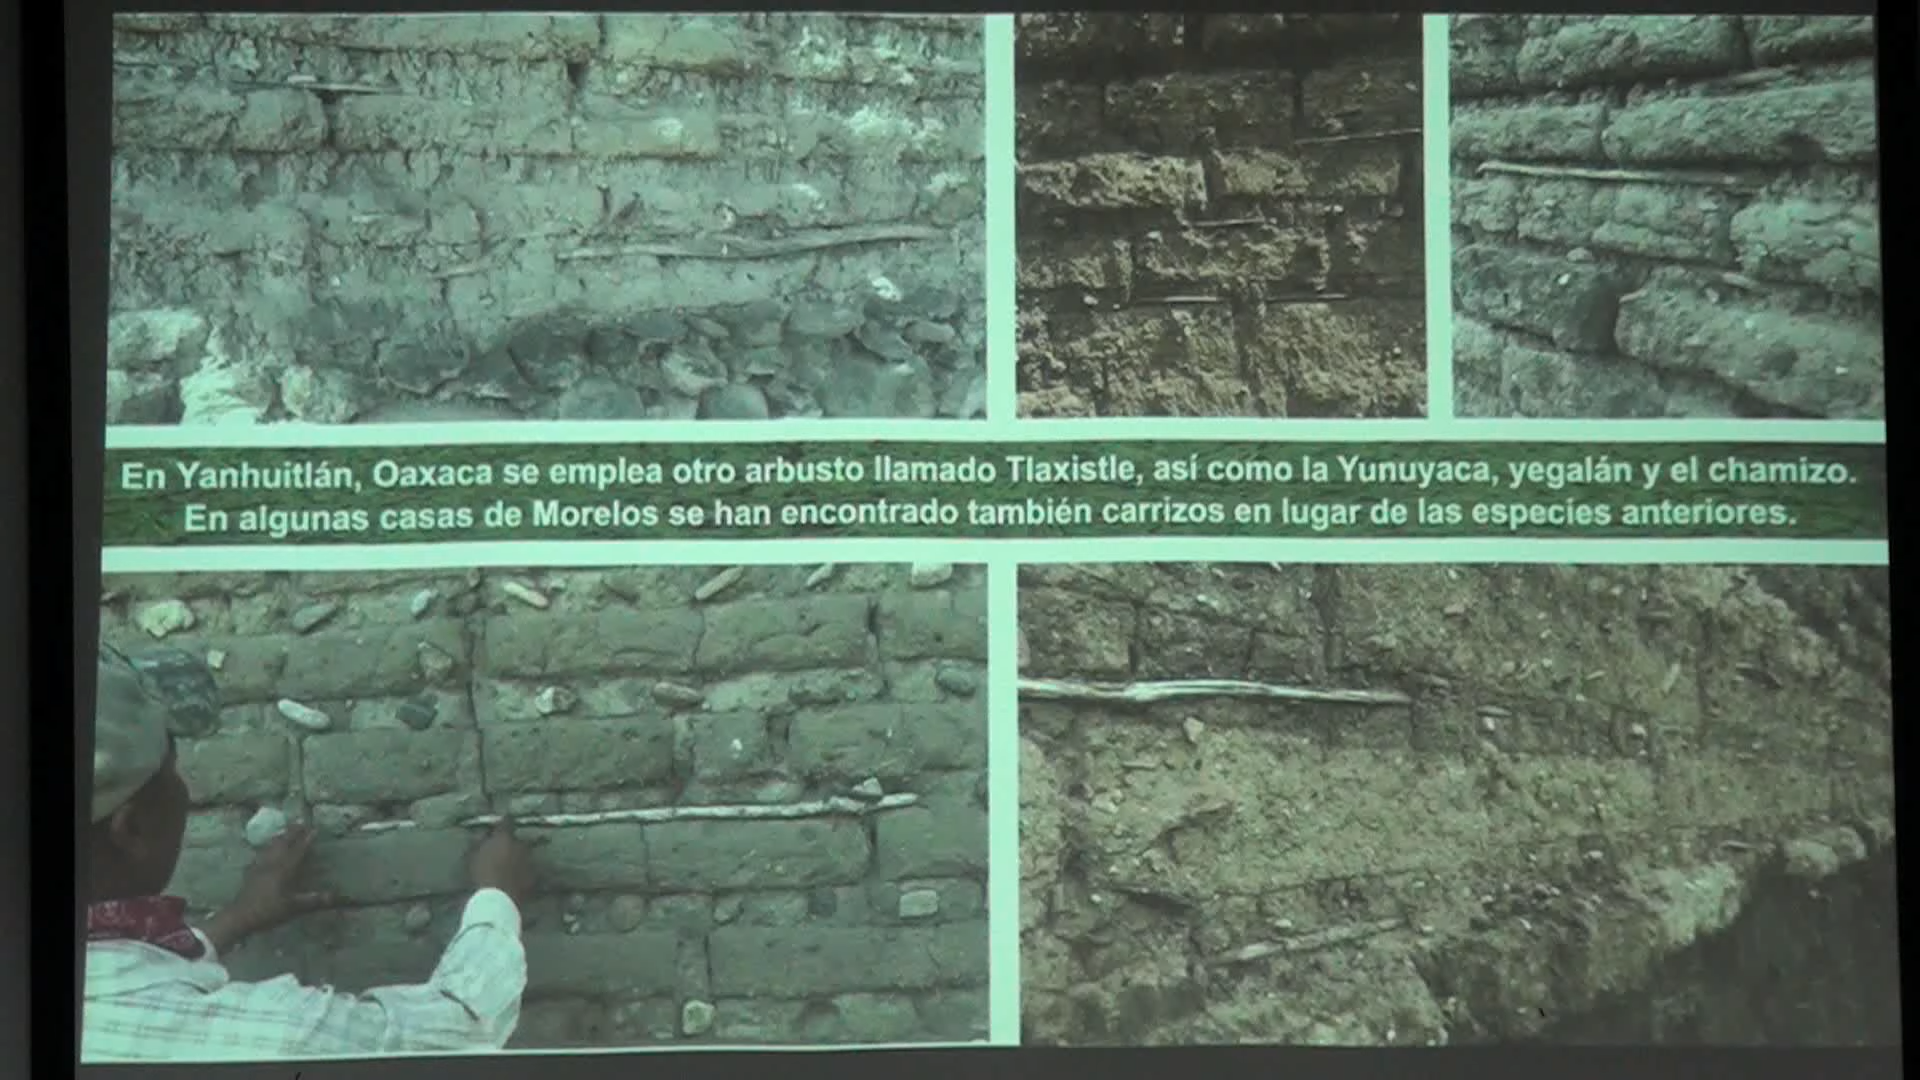 En Yanhuitlán, Oaxaca se emplea otro arbusto llamado Tlaxistle, así como la Yunuyaca, yegalán y el chamizo.
En algunas casas de Morelos se han encontrado también carrizos en lugar de las especies anteriores.